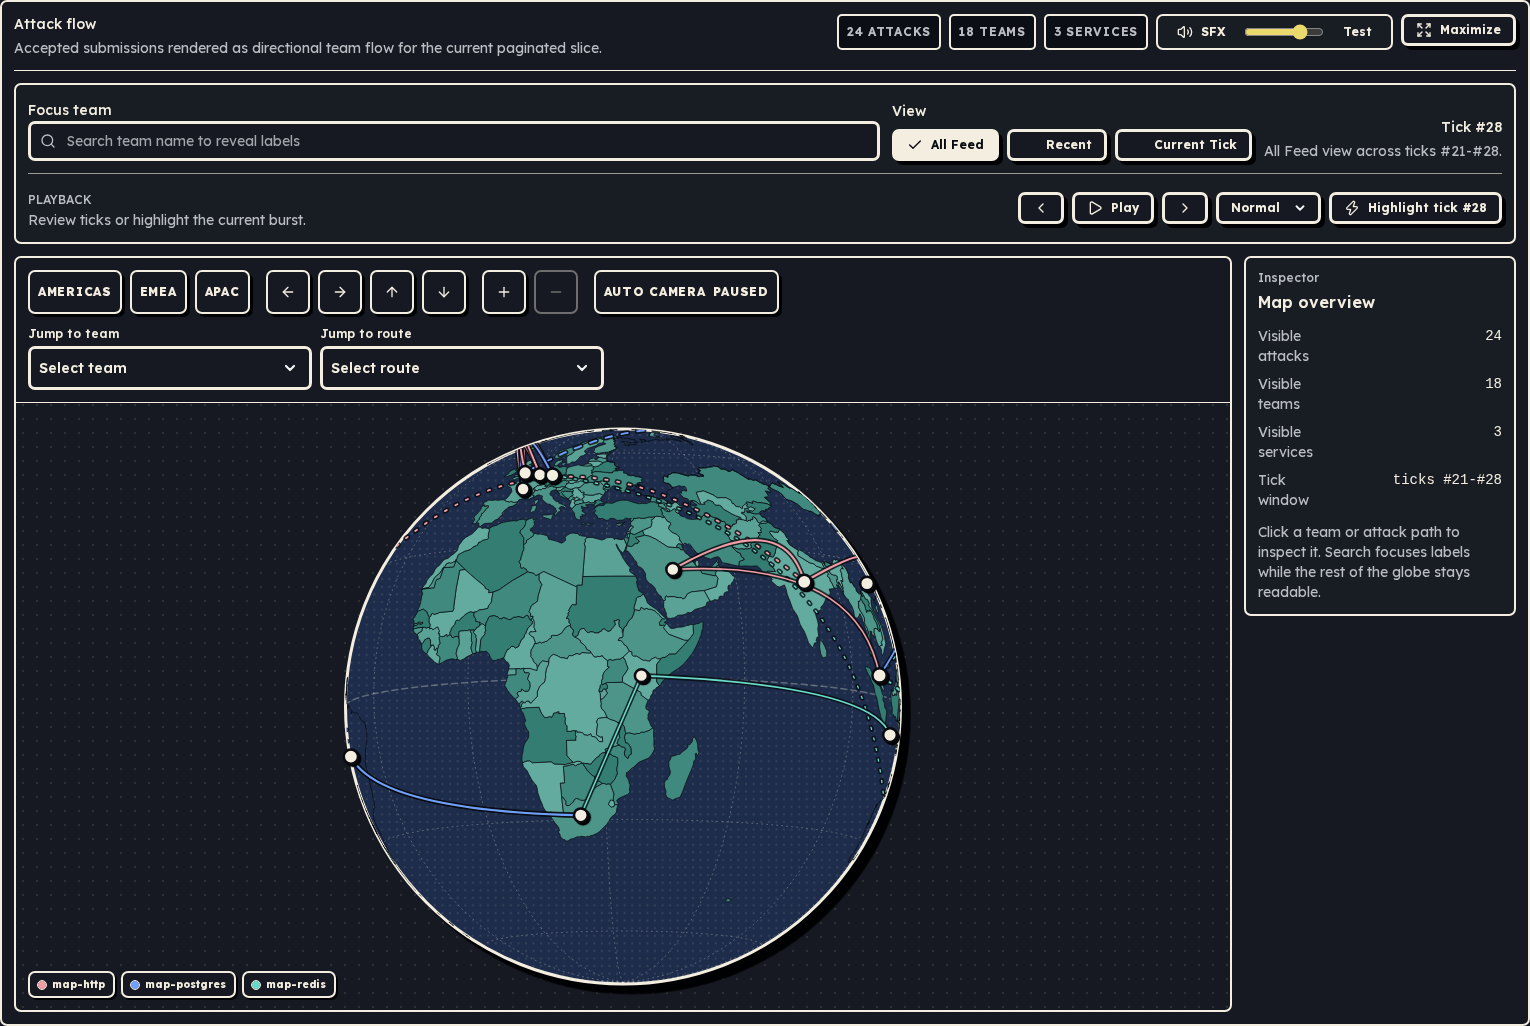 Attack flow
Accepted submissions rendered as directional team flow for the current paginated slice.
24 ATTACKS
18 TEAMS
3 SERVICES
SFX
Test
Maximize
Focus team
Search team name to reveal labels
View
All Feed
Recent
Current Tick
Tick #28
All Feed view across ticks #21-#28.
PLAYBACK
Review ticks or highlight the current burst.
Play
Normal
Highlight tick #28
AMERICAS
EMEA
APAC
AUTO CAMERA PAUSED
Jump to team
Jump to route
Select team
Select route
map-http
map-postgres
map-redis
Inspector
Map overview
Visible attacks 24
Visible teams 18
Visible services 3
Tick window ticks #21-#28
Click a team or attack path to
inspect it. Search focuses labels
while the rest of the globe stays
readable.